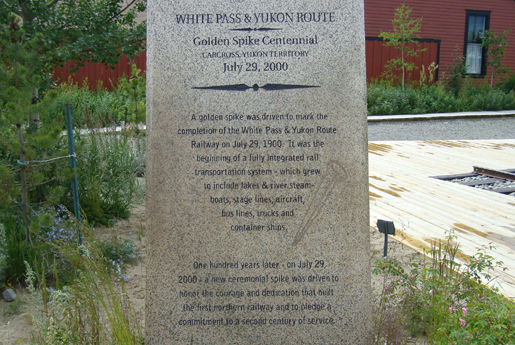 WHITE PASS & YUKON ROUTE
Golden Spike Centennial
CARCROSS, YUKON TERRITORY
July 29, 2000
A golden spike was driven to mark the
completion of the White Pass & Yukon Route
Railway on July 29, 1900. It was the
beginning of a fully integrated rail
transportation system - which grew
to include lakes & river steam-
boats, stage lines, aircraft,
bus lines, trucks and
container ships.
One hundred years later - on July 29,
2000 - a new ceremonial spike was driven to
honor the courage and dedication that built
the first northern railway and to pledge a
commitment to a second century of service.